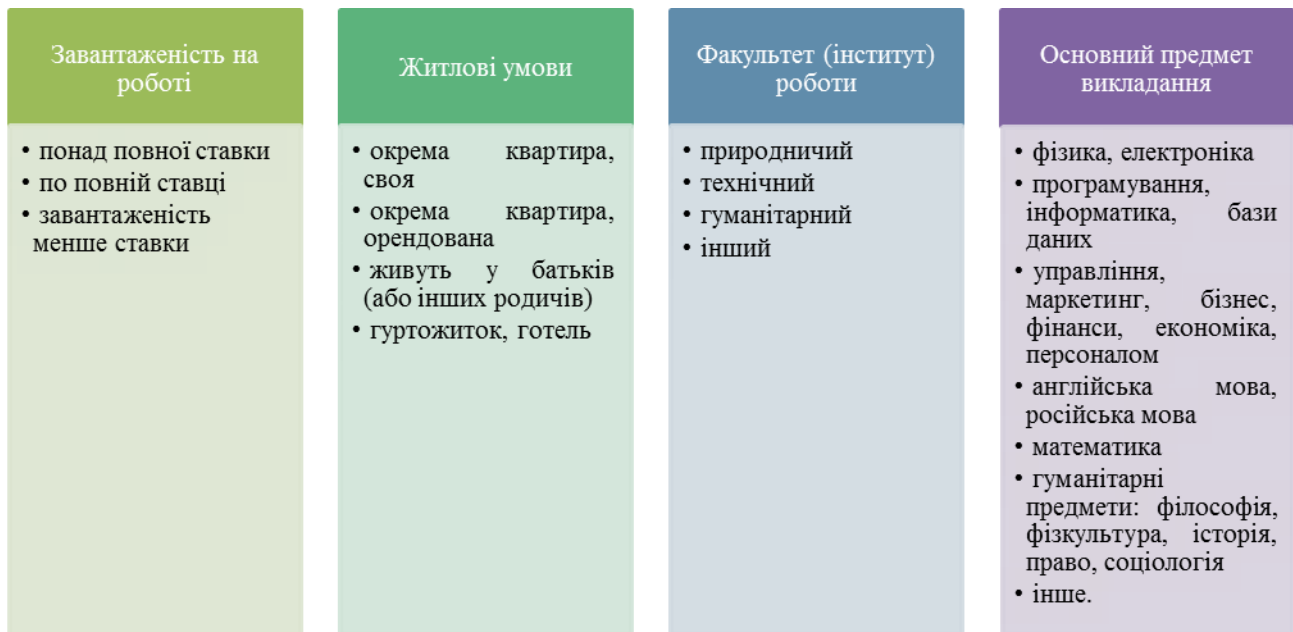 Завантаженість на
роботі
• понад повної ставки
• по повній ставці
• завантаженість
менше ставки
Житлові умови
• окрема квартира,
своя
• окрема квартира,
орендована
• живуть у батьків
(або інших родичів)
• гуртожиток, готель
Факультет (інститут)
роботи
• природничий
• технічний
• гуманітарний
• інший
Основний предмет
викладання
• фізика, електроніка
• програмування,
інформатика, бази
даних
• управління,
маркетинг, бізнес,
фінанси, економіка,
персоналом
• англійська мова,
російська мова
• математика
• гуманітарні
предмети: філософія,
фізкультура, історія,
право, соціологія
• інше.